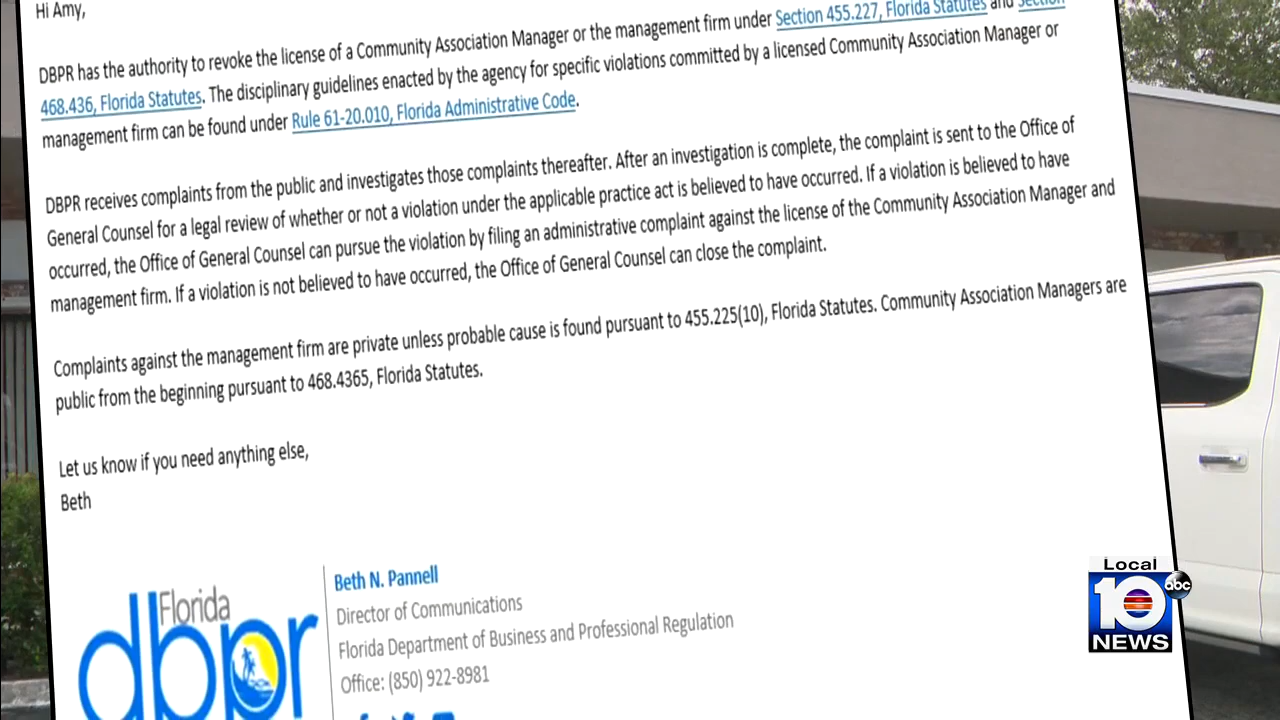 Hi Amy,
DBPR has the authority to revoke the license of a Community Association Manager or the management firm under Section 455.227, Florida Statutes and Section
468.436, Florida Statutes. The disciplinary guidelines enacted by the agency for specific violations committed by a licensed Community Association Manager or
management firm can be found under Rule 61-20.010, Florida Administrative Code.
DBPR receives complaints from the public and investigates those complaints thereafter. After an investigation is complete, the complaint is sent to the Office of
General Counsel for a legal review of whether or not a violation under the applicable practice act is believed to have occurred. If a violation is believed to have
occurred, the Office of General Counsel can pursue the violation by filing an administrative complaint against the license of the Community Association Manager and
management firm. If a violation is not believed to have occurred, the Office of General Counsel can close the complaint.
Complaints against the management firm are private unless probable cause is found pursuant to 455.225(10), Florida Statutes. Community Association Managers are
public from the beginning pursuant to 468.4365, Florida Statutes.
Let us know if you need anything else,
Beth
Florida
dbpr
Beth N. Pannell
Director of Communications
Florida Department of Business and Professional Regulation
Office: (850) 922-8981
Local
10
abc
NEWS